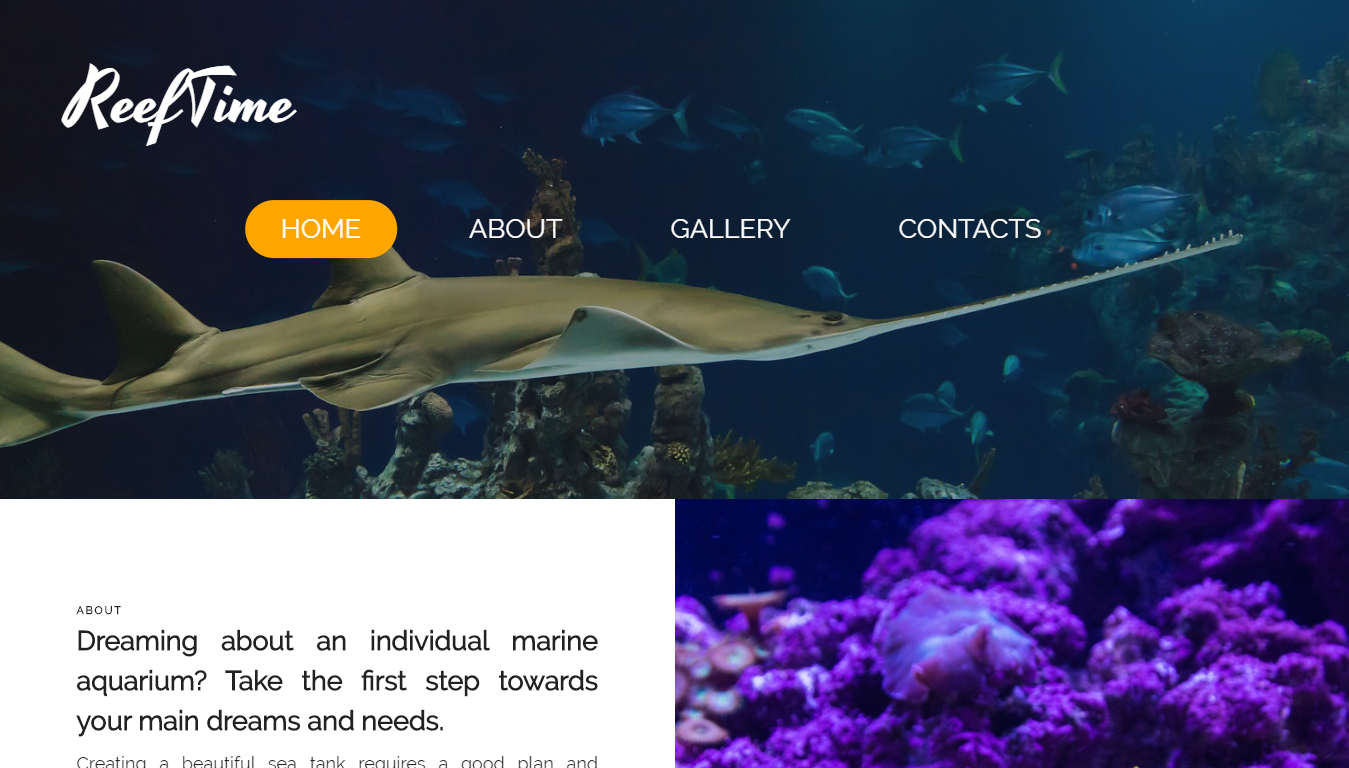 ReefTime
HOME ABOUT GALLERY CONTACTS
ABOUT
Dreaming about an individual marine
aquarium? Take the first step towards
your main dreams and needs.
Creating a beautiful sea tank requires a good plan and